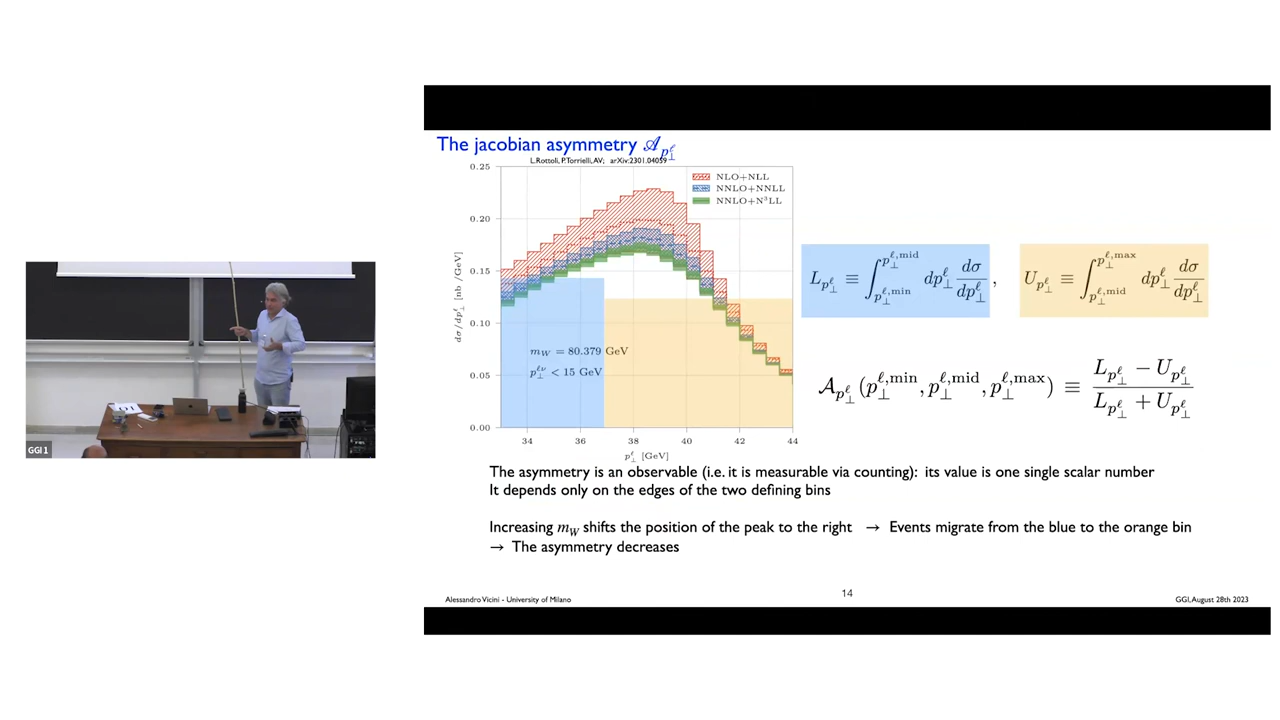 The jacobian asymmetry 𝒜_{p_⊥^ℓ}
L.Rottoli, P.Torrielli, AV; arXiv:2301.04059
0.25
0.20
0.15
0.10
0.05
0.00
dσ/dp_⊥^ℓ [nb/GeV]
NLO+NLL
NNLO+NNLL
NNLO+N³LL
m_W = 80.379 GeV
p_⊥^{ℓν} < 15 GeV
34 36 38 40 42 44
p_⊥^ℓ [GeV]
L_{p_⊥^ℓ} ≡ ∫_{p_⊥^{ℓ,min}}^{p_⊥^{ℓ,mid}} dp_⊥^ℓ dσ/dp_⊥^ℓ , U_{p_⊥^ℓ} ≡ ∫_{p_⊥^{ℓ,mid}}^{p_⊥^{ℓ,max}} dp_⊥^ℓ dσ/dp_⊥^ℓ
𝒜_{p_⊥^ℓ}(p_⊥^{ℓ,min}, p_⊥^{ℓ,mid}, p_⊥^{ℓ,max}) ≡ (L_{p_⊥^ℓ} − U_{p_⊥^ℓ})/(L_{p_⊥^ℓ} + U_{p_⊥^ℓ})
The asymmetry is an observable (i.e. it is measurable via counting): its value is one single scalar number
It depends only on the edges of the two defining bins
Increasing m_W shifts the position of the peak to the right → Events migrate from the blue to the orange bin
→ The asymmetry decreases
Alessandro Vicini - University of Milano
14
GGI, August 28th 2023
GGI 1